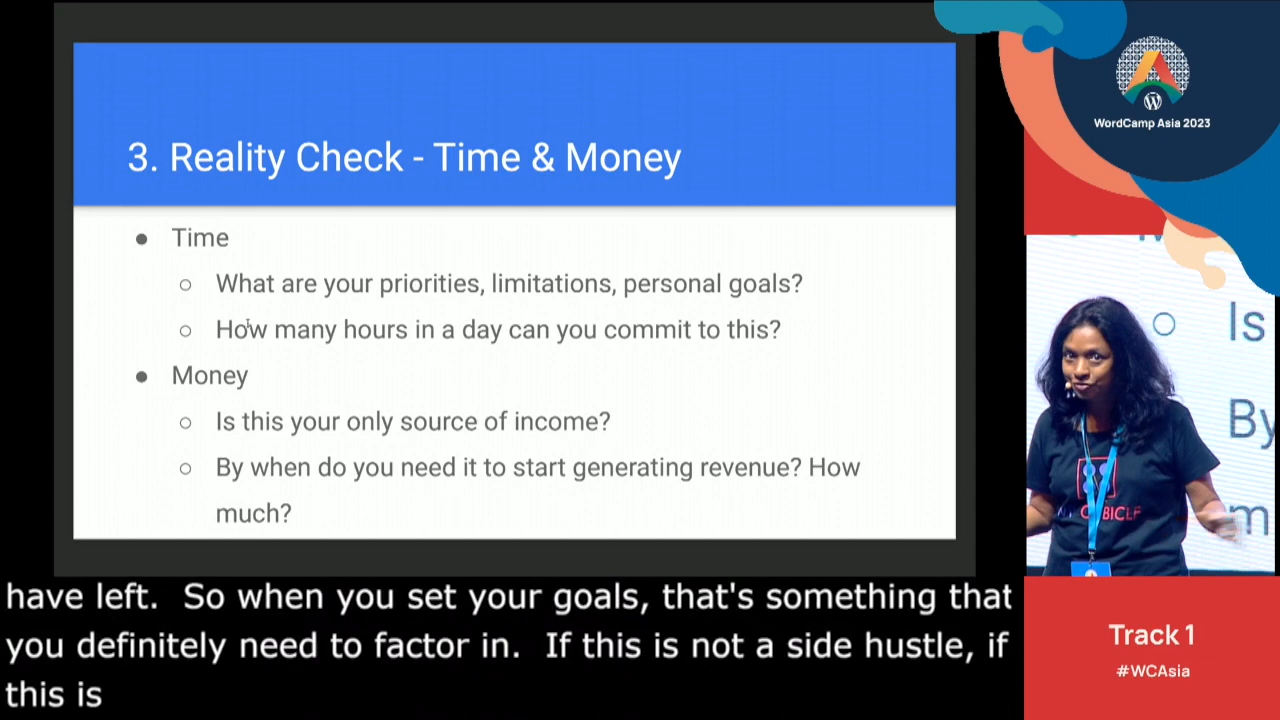 3. Reality Check - Time & Money
● Time
○ What are your priorities, limitations, personal goals?
○ How many hours in a day can you commit to this?
● Money
○ Is this your only source of income?
○ By when do you need it to start generating revenue? How
much?
have left.  So when you set your goals, that's something that
you definitely need to factor in.  If this is not a side hustle, if
this is
WordCamp Asia 2023
Is
By
m
Track 1
#WCAsia